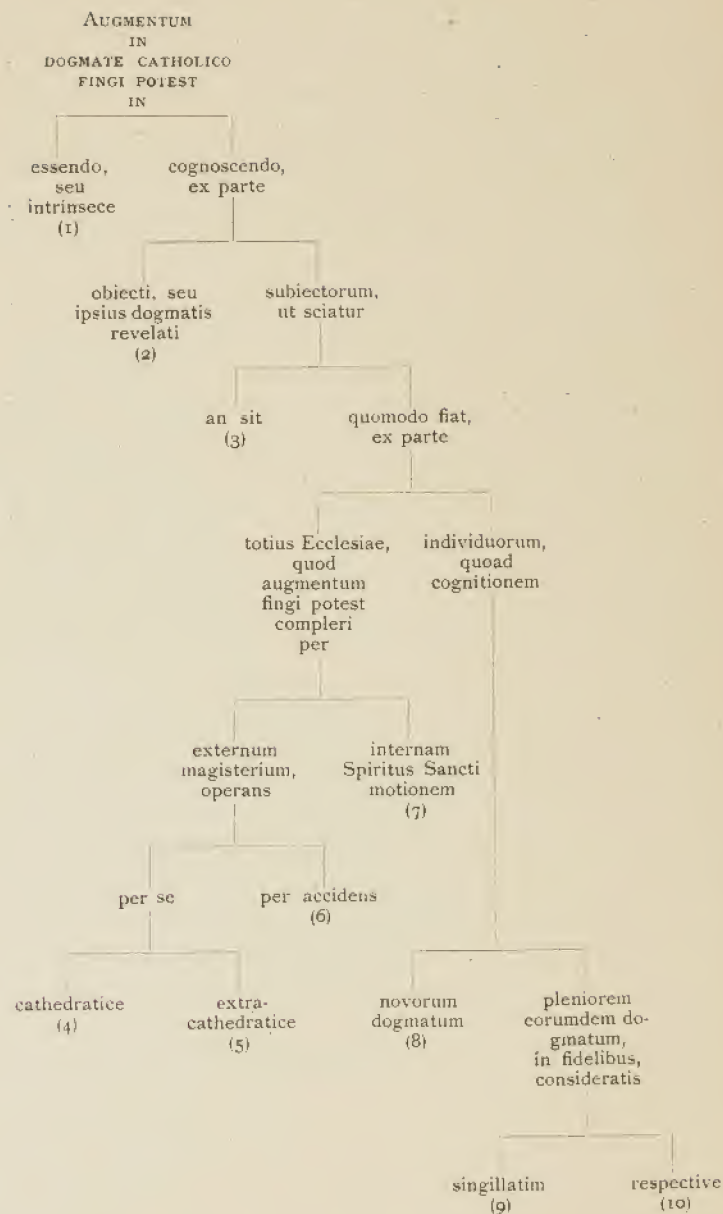 AUGMENTUM
IN
DOGMATE CATHOLICO
FINGI POTEST
IN
essendo,
seu
intrinsece
(1)
cognoscendo,
ex parte
obiecti, seu
ipsius dogmatis
revelati
(2)
subiectorum,
ut sciatur
an sit
(3)
quomodo fiat,
ex parte
totius Ecclesiae,
quod
augmentum
fingi potest
compleri
per
individuorum,
quoad
cognitionem
externum
magisterium,
operans
internam
Spiritus Sancti
motionem
(7)
per se
per accidens
(6)
cathedratice
(4)
extra-
cathedratice
(5)
novorum
dogmatum
(8)
pleniorem
eorumdem do-
gmatum,
in fidelibus,
consideratis
singillatim
(9)
respective
(10)